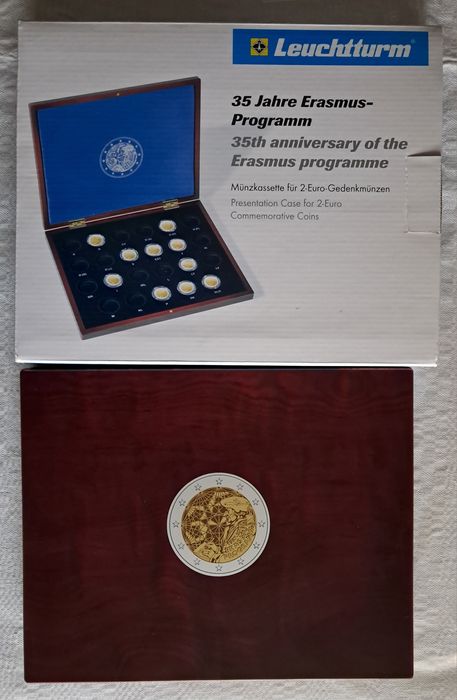 Leuchtturm
35 Jahre Erasmus-
Programm
35th anniversary of the
Erasmus programme
Münzkassette für 2-Euro-Gedenkmünzen
Presentation Case for 2-Euro
Commemorative Coins